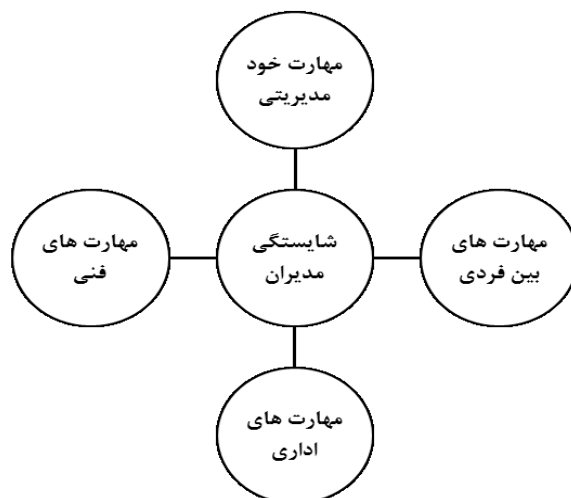 مهارت خود
مدیریتی
مهارت های
بین فردی
شایستگی
مدیران
مهارت های
فنی
مهارت های
اداری